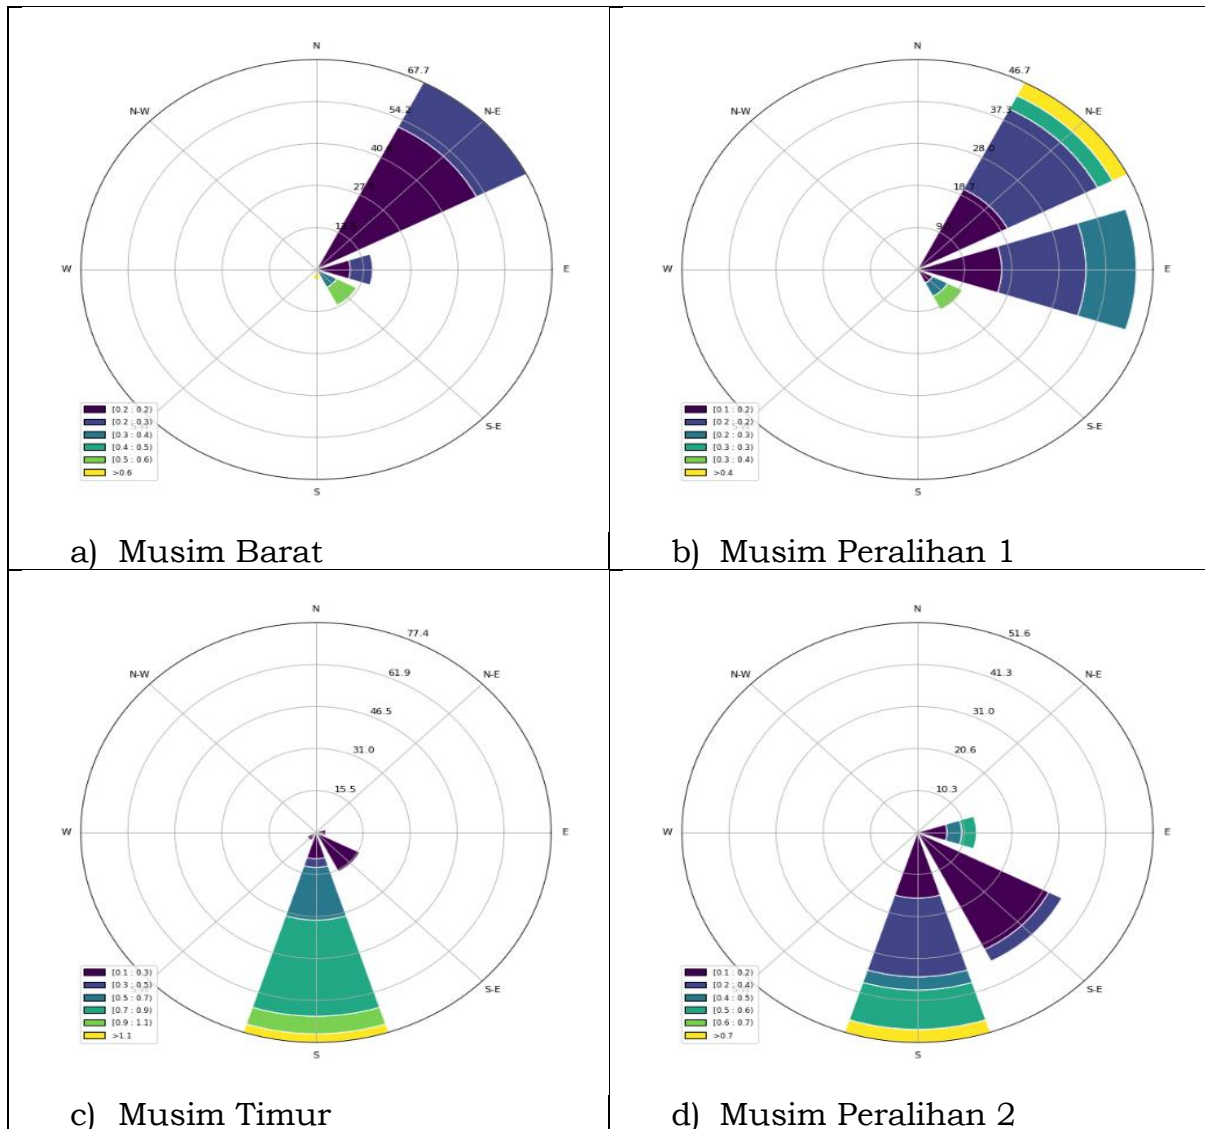 N
67.7
N-W
54.2
N-E
40
W
E
[0.2 : 0.2)
[0.2 : 0.3)
[0.3 : 0.4)
[0.4 : 0.5)
[0.5 : 0.6)
>0.6
S-E
S
a) Musim Barat
N
46.7
N-W
37.3
N-E
28.0
18.7
W
E
[0.1 : 0.2)
[0.2 : 0.2)
[0.2 : 0.3)
[0.3 : 0.3)
[0.3 : 0.4)
>0.4
S-E
S
b) Musim Peralihan 1
N
77.4
N-W
61.9
N-E
46.5
31.0
15.5
W
E
[0.1 : 0.3)
[0.3 : 0.5)
[0.5 : 0.7)
[0.7 : 0.9)
[0.9 : 1.1)
>1.1
S-E
S
c) Musim Timur
N
51.6
N-W
41.3
N-E
31.0
20.6
10.3
W
E
[0.1 : 0.2)
[0.2 : 0.4)
[0.4 : 0.5)
[0.5 : 0.6)
[0.6 : 0.7)
>0.7
S-E
S
d) Musim Peralihan 2